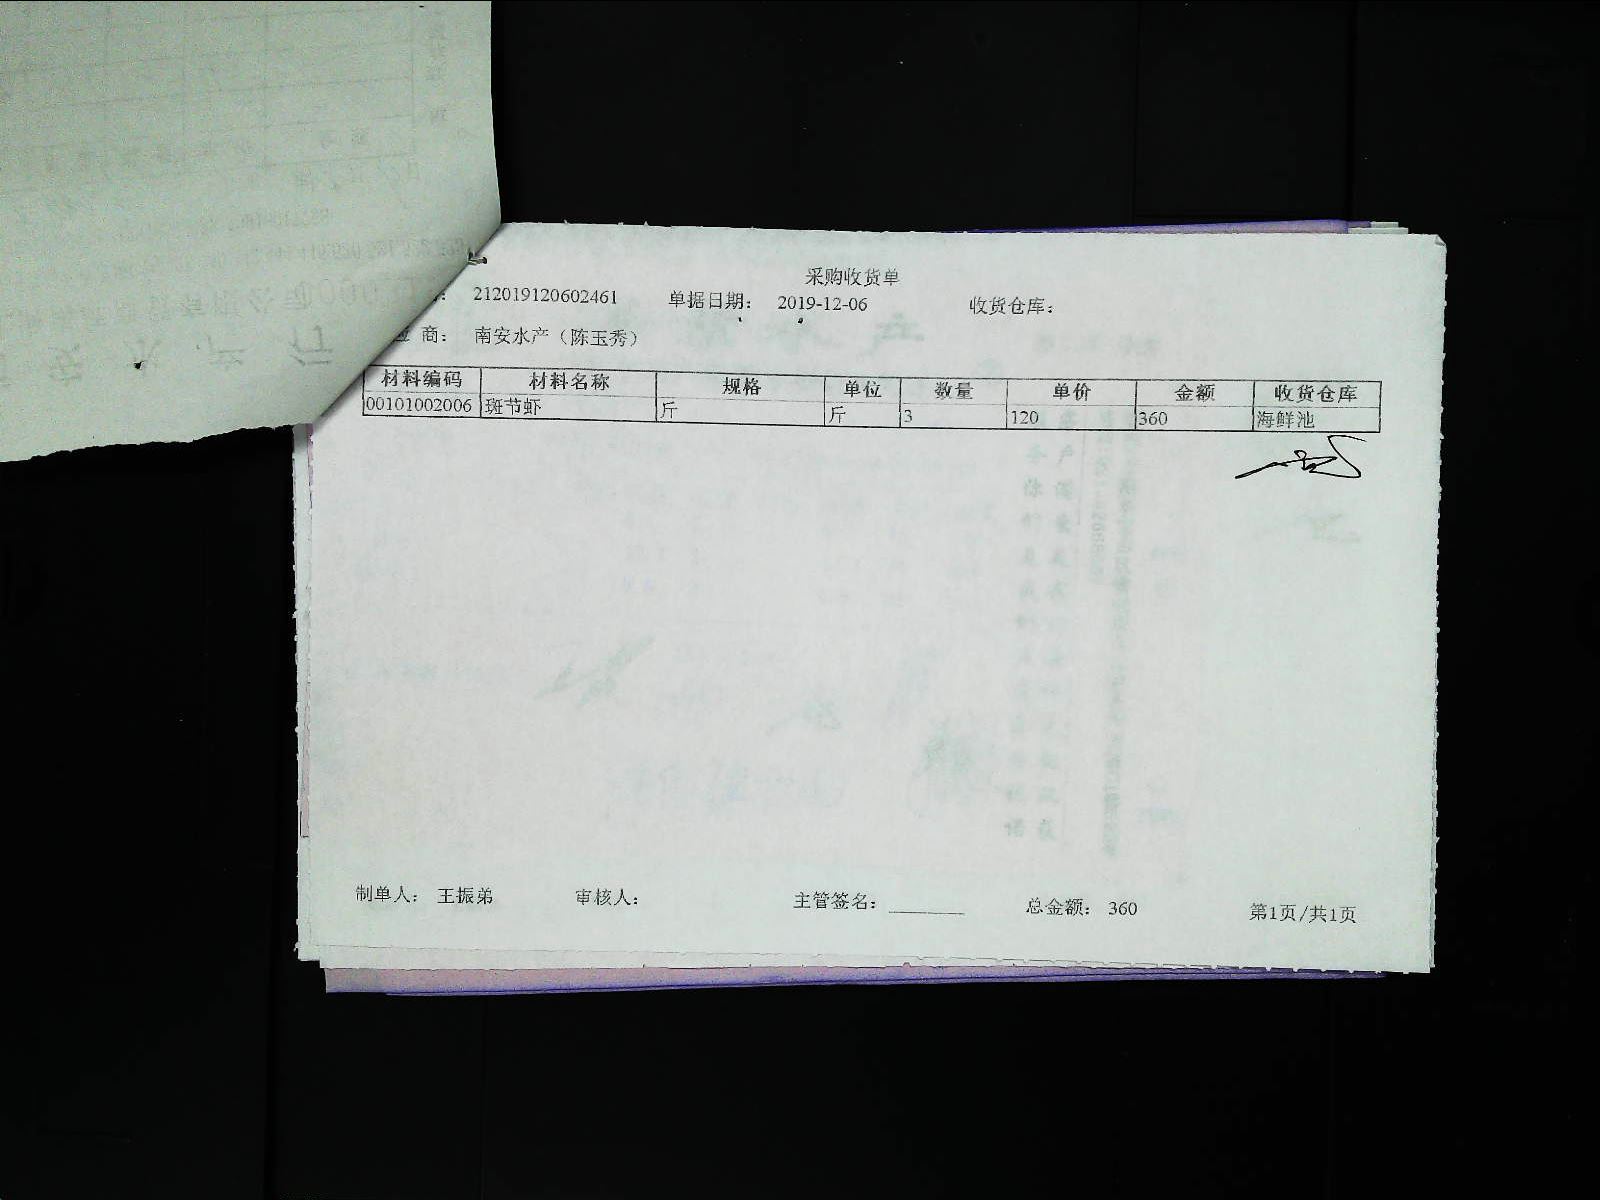 采购收货单
: 212019120602461 单据日期: 2019-12-06 收货仓库:
应 商: 南安水产（陈玉秀）
材料编码 材料名称 规格 单位 数量 单价 金额 收货仓库
00101002006 斑节虾 斤 斤 3 120 360 海鲜池
制单人: 王振弟 审核人: 主管签名: 总金额: 360 第1页/共1页